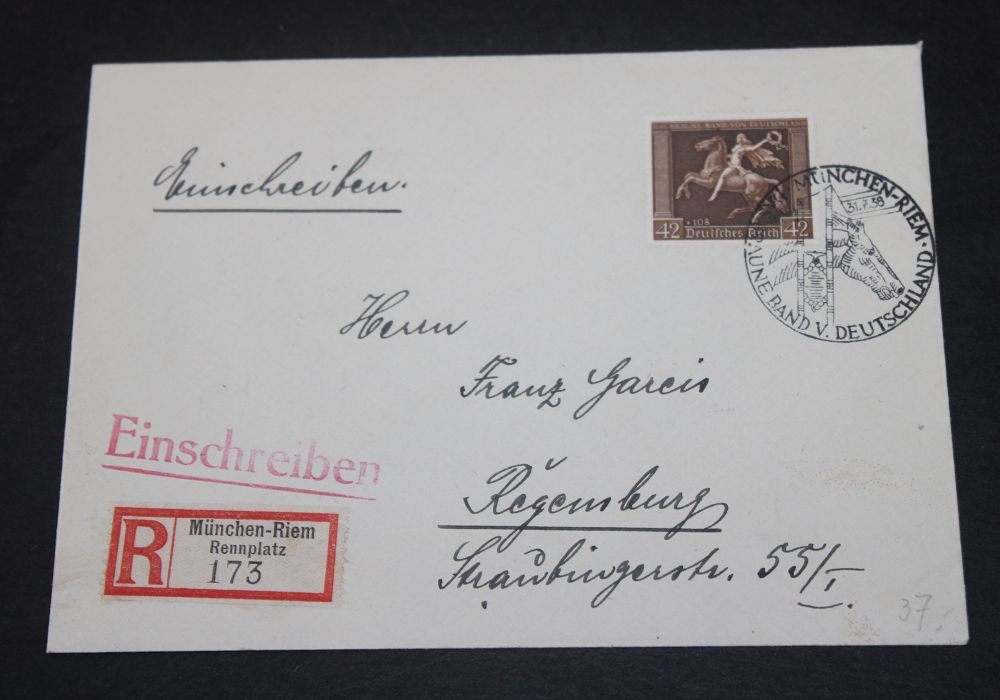 Einschreiben.
DAS BRAUNE BAND VON DEUTSCHLAND
+ 108
42 Deutsches Reich 42
MÜNCHEN-RIEM
31.7.38
BRAUNE BAND V. DEUTSCHLAND
Herrn
Franz Garcis
Regensburg
Straubingerstr. 55/I.
Einschreiben
R
München-Riem
Rennplatz
173
37.-